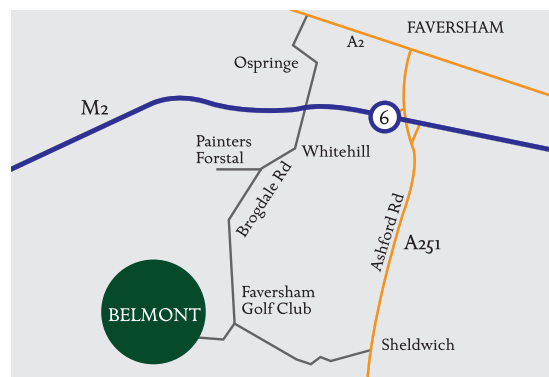 FAVERSHAM
A2
Ospringe
M2
6
Painters
Forstal
Whitehill
Brogdale Rd
Ashford Rd
A251
Faversham
Golf Club
BELMONT
Sheldwich